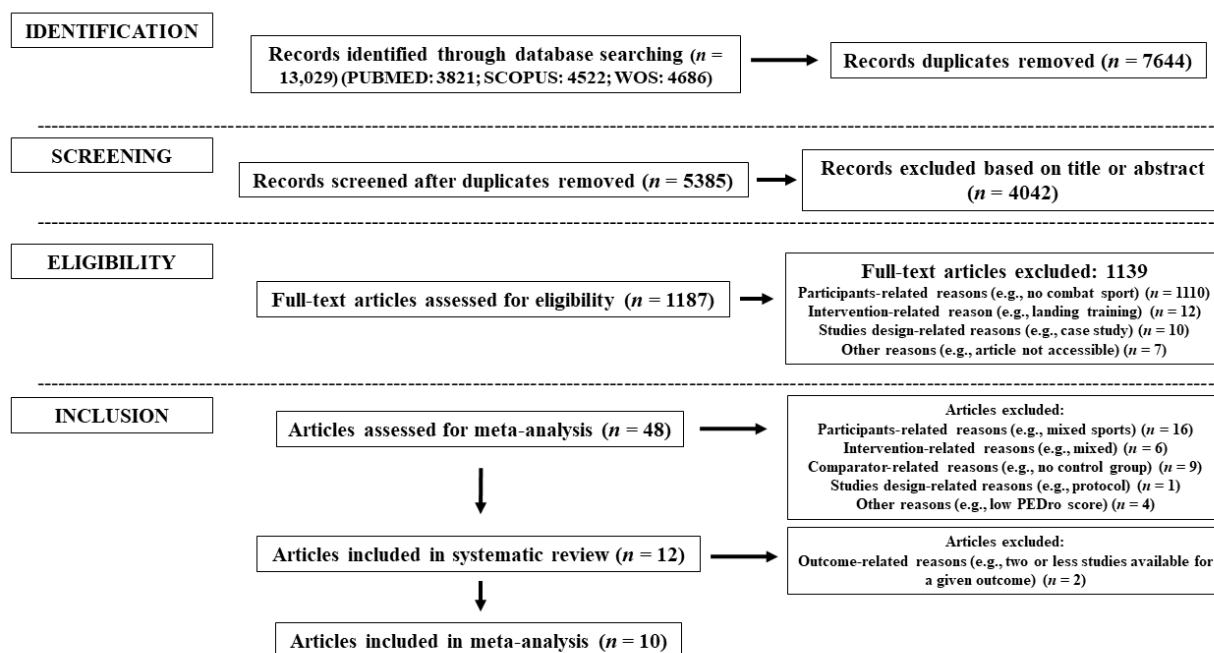 IDENTIFICATION
Records identified through database searching (n =
13,029) (PUBMED: 3821; SCOPUS: 4522; WOS: 4686)
Records duplicates removed (n = 7644)
SCREENING
Records screened after duplicates removed (n = 5385)
Records excluded based on title or abstract
(n = 4042)
ELIGIBILITY
Full-text articles assessed for eligibility (n = 1187)
Full-text articles excluded: 1139
Participants-related reasons (e.g., no combat sport) (n = 1110)
Intervention-related reason (e.g., landing training) (n = 12)
Studies design-related reasons (e.g., case study) (n = 10)
Other reasons (e.g., article not accessible) (n = 7)
INCLUSION
Articles assessed for meta-analysis (n = 48)
Articles excluded:
Participants-related reasons (e.g., mixed sports) (n = 16)
Intervention-related reasons (e.g., mixed) (n = 6)
Comparator-related reasons (e.g., no control group) (n = 9)
Studies design-related reasons (e.g., protocol) (n = 1)
Other reasons (e.g., low PEDro score) (n = 4)
Articles included in systematic review (n = 12)
Articles excluded:
Outcome-related reasons (e.g., two or less studies available for
a given outcome) (n = 2)
Articles included in meta-analysis (n = 10)